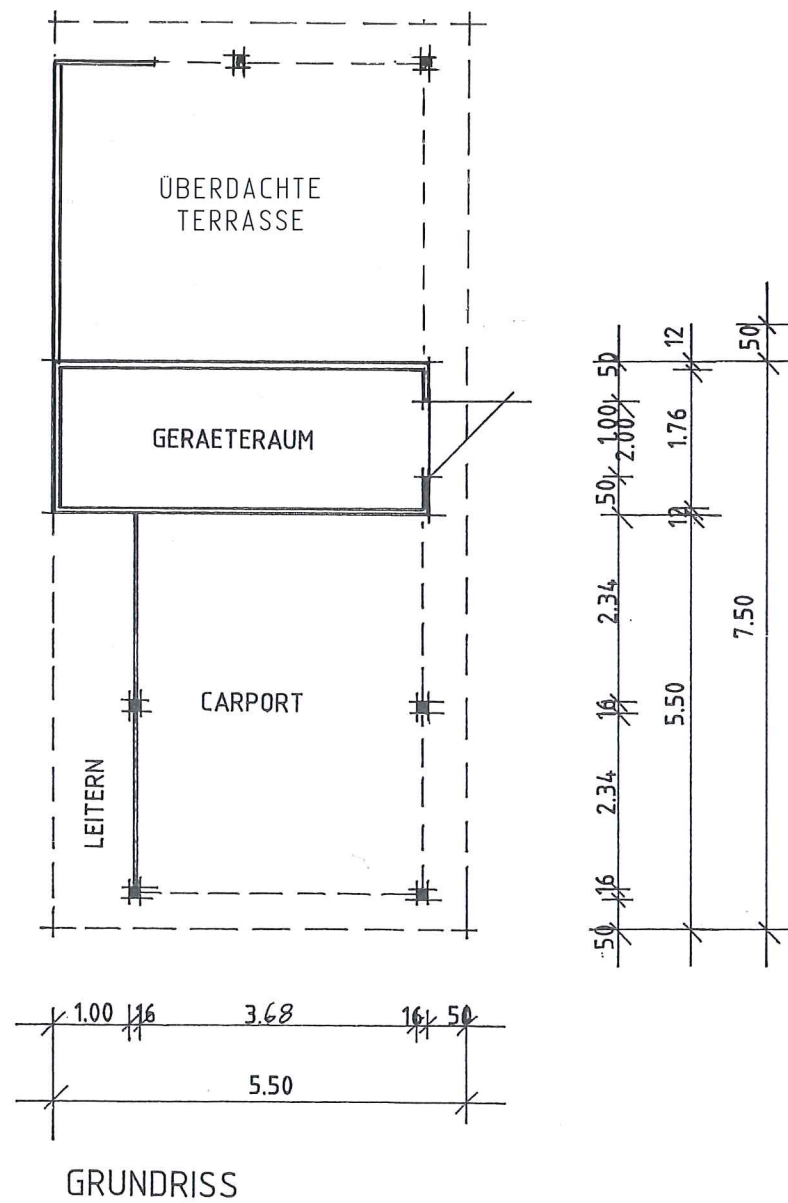 ÜBERDACHTE
TERRASSE
GERAETERAUM
CARPORT
LEITERN
50
1.00
2.00
50
2.34
16
2.34
16
50
12
1.76
12
5.50
50
7.50
1.00 16 3.68 16 50
5.50
GRUNDRISS